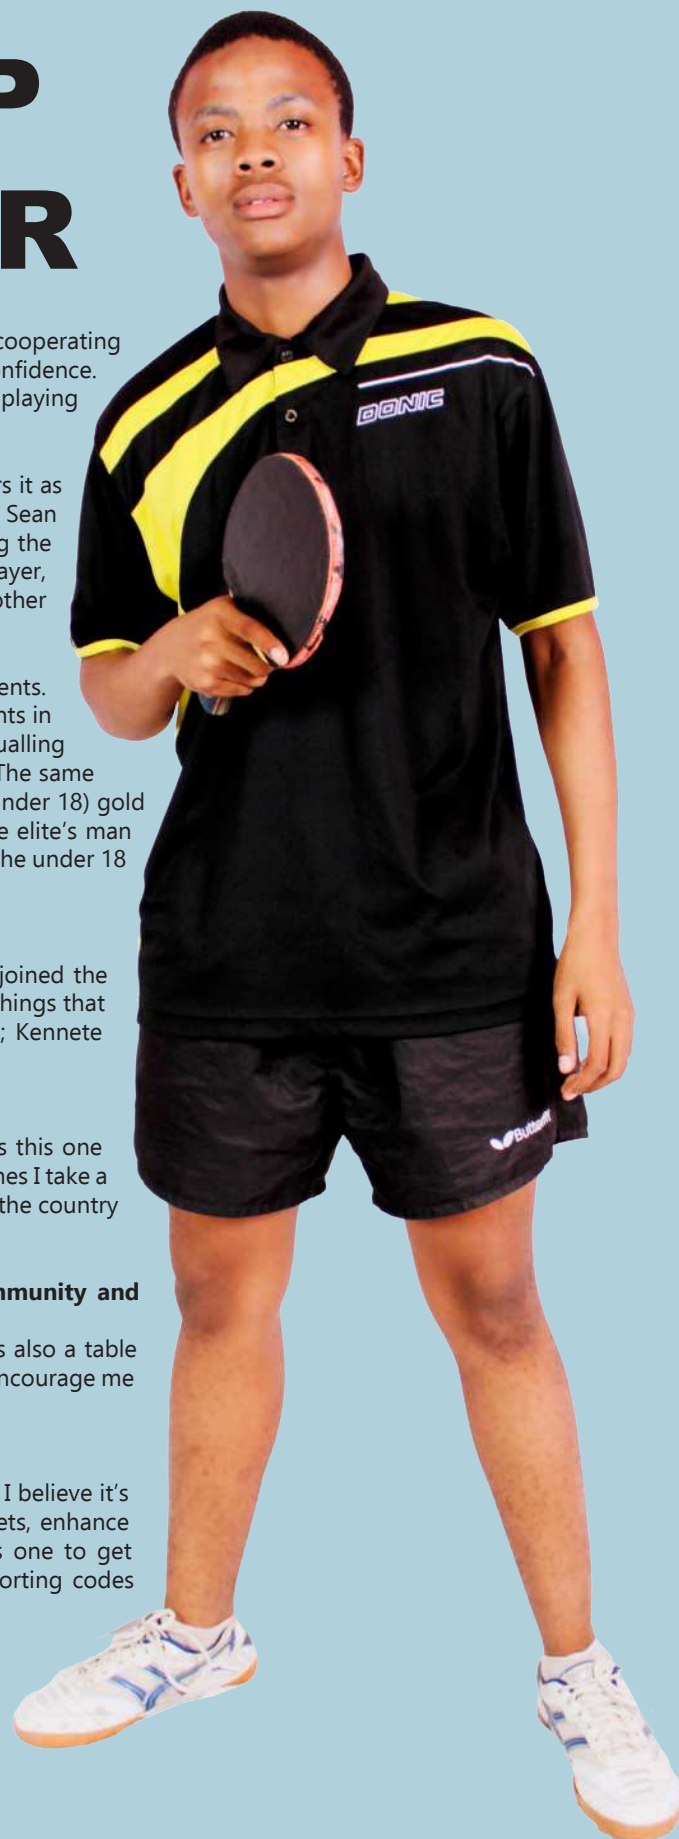 P
R
cooperating
nfidence.
playing
rs it as
Sean
g the
ayer,
other
ents.
nts in
ualling
The same
nder 18) gold
e elite's man
he under 18
joined the
hings that
; Kennete
s this one
nes I take a
the country
mmunity and
s also a table
ncourage me
I believe it's
ets, enhance
s one to get
orting codes
DONIC
Butterfly